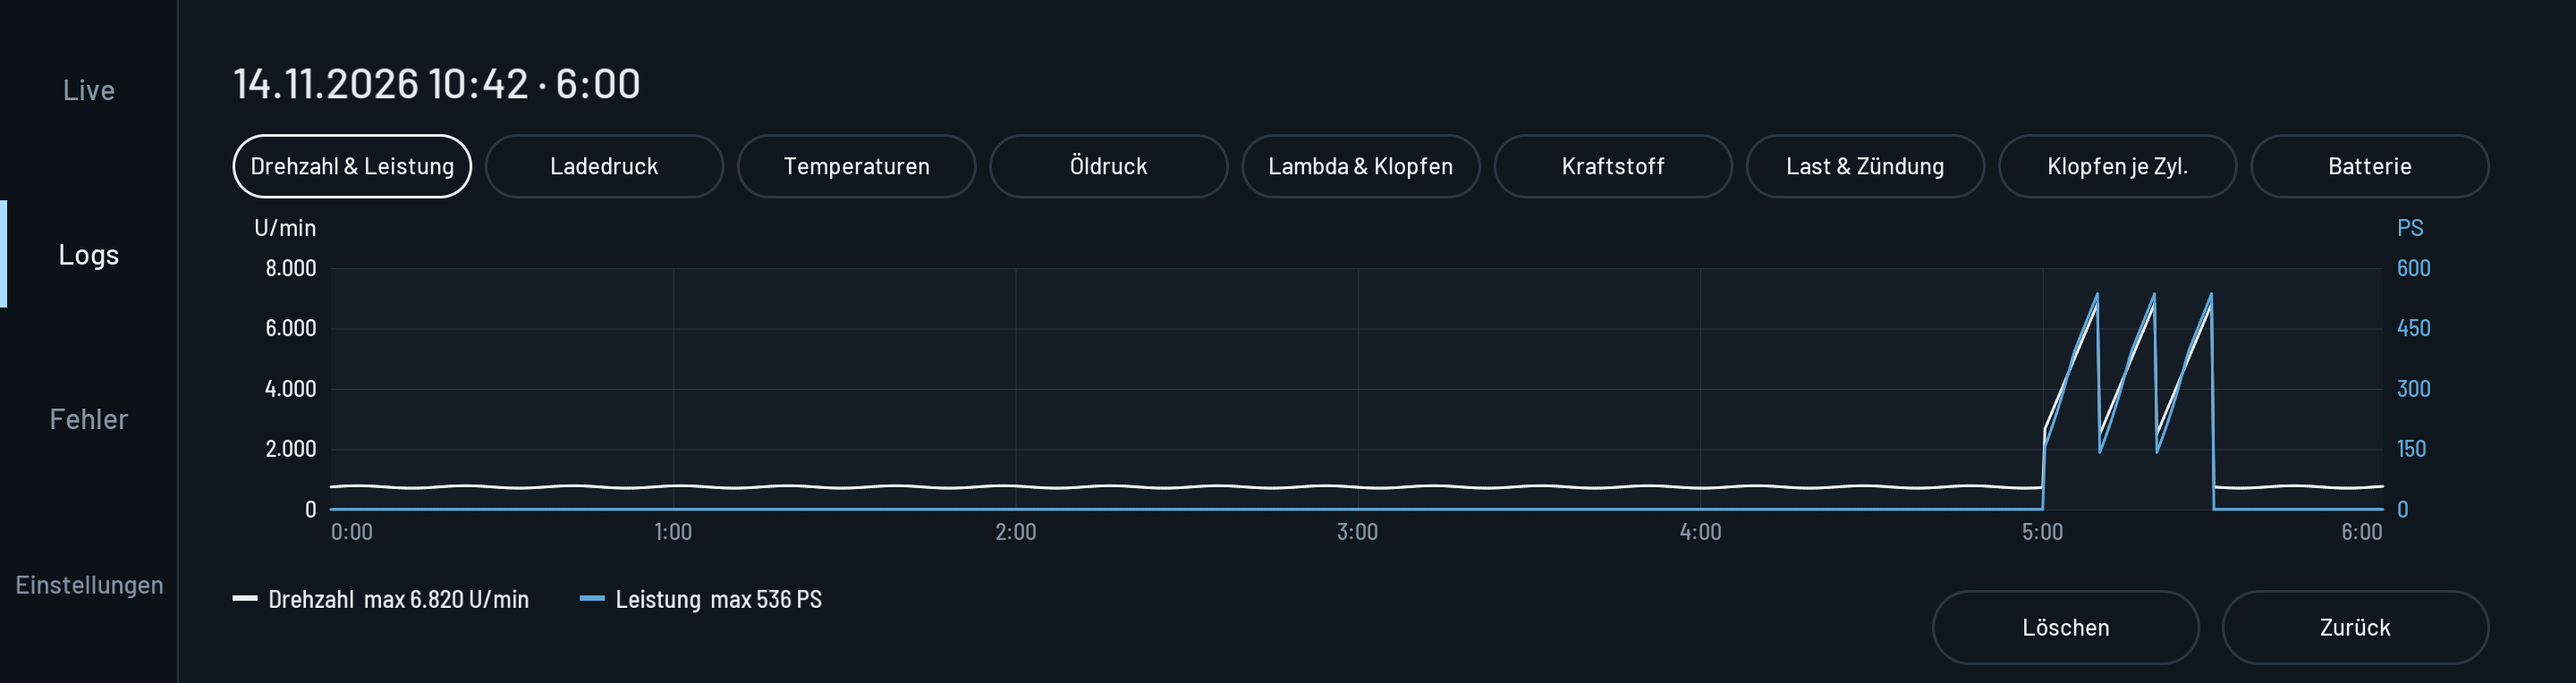 Live
Logs
Fehler
Einstellungen
14.11.2026 10:42 · 6:00
Drehzahl & Leistung
Ladedruck
Temperaturen
Öldruck
Lambda & Klopfen
Kraftstoff
Last & Zündung
Klopfen je Zyl.
Batterie
U/min
8.000
6.000
4.000
2.000
0
PS
600
450
300
150
0
0:00 1:00 2:00 3:00 4:00 5:00 6:00
Drehzahl max 6.820 U/min
Leistung max 536 PS
Löschen
Zurück